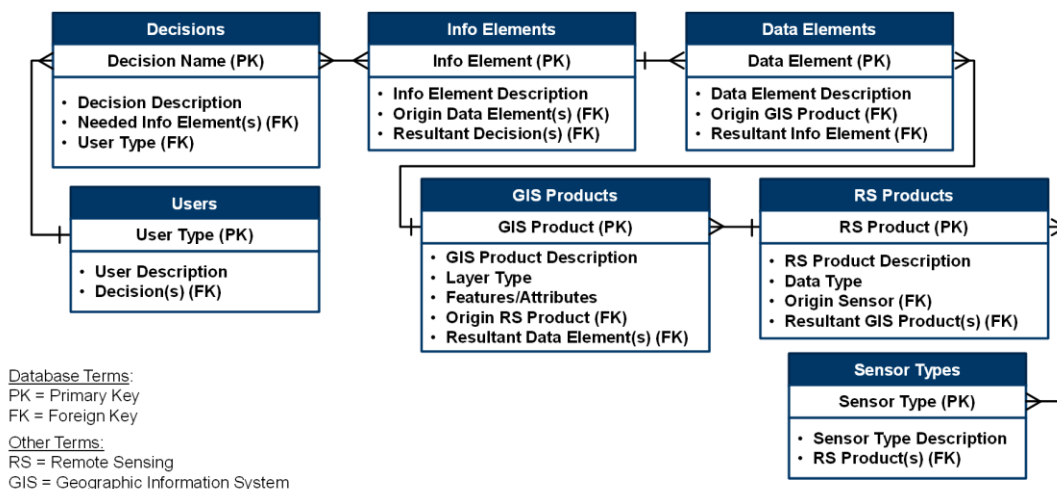 Decisions
Decision Name (PK)
• Decision Description
• Needed Info Element(s) (FK)
• User Type (FK)
Info Elements
Info Element (PK)
• Info Element Description
• Origin Data Element(s) (FK)
• Resultant Decision(s) (FK)
Data Elements
Data Element (PK)
• Data Element Description
• Origin GIS Product (FK)
• Resultant Info Element (FK)
Users
User Type (PK)
• User Description
• Decision(s) (FK)
GIS Products
GIS Product (PK)
• GIS Product Description
• Layer Type
• Features/Attributes
• Origin RS Product (FK)
• Resultant Data Element(s) (FK)
RS Products
RS Product (PK)
• RS Product Description
• Data Type
• Origin Sensor (FK)
• Resultant GIS Product(s) (FK)
Sensor Types
Sensor Type (PK)
• Sensor Type Description
• RS Product(s) (FK)
Database Terms:
PK = Primary Key
FK = Foreign Key
Other Terms:
RS = Remote Sensing
GIS = Geographic Information System